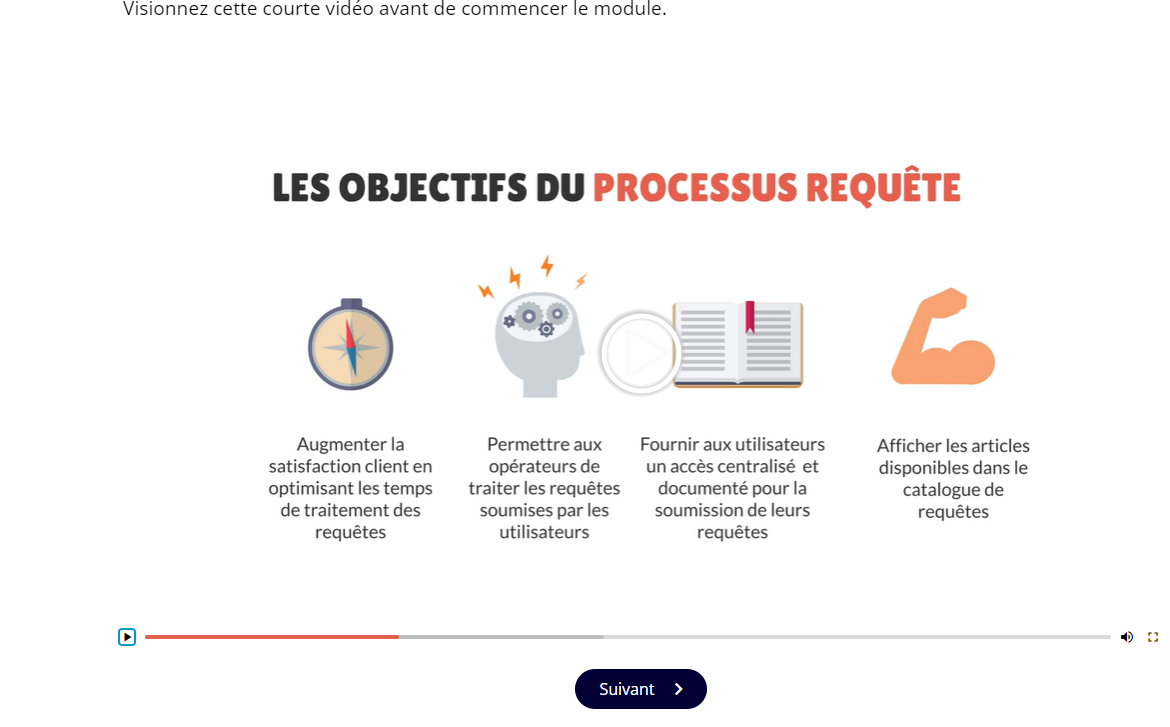 Visionnez cette courte vidéo avant de commencer le module.
LES OBJECTIFS DU PROCESSUS REQUÊTE
Augmenter la
satisfaction client en
optimisant les temps
de traitement des
requêtes
Permettre aux
opérateurs de
traiter les requêtes
soumises par les
utilisateurs
Fournir aux utilisateurs
un accès centralisé et
documenté pour la
soumission de leurs
requêtes
Afficher les articles
disponibles dans le
catalogue de
requêtes
Suivant